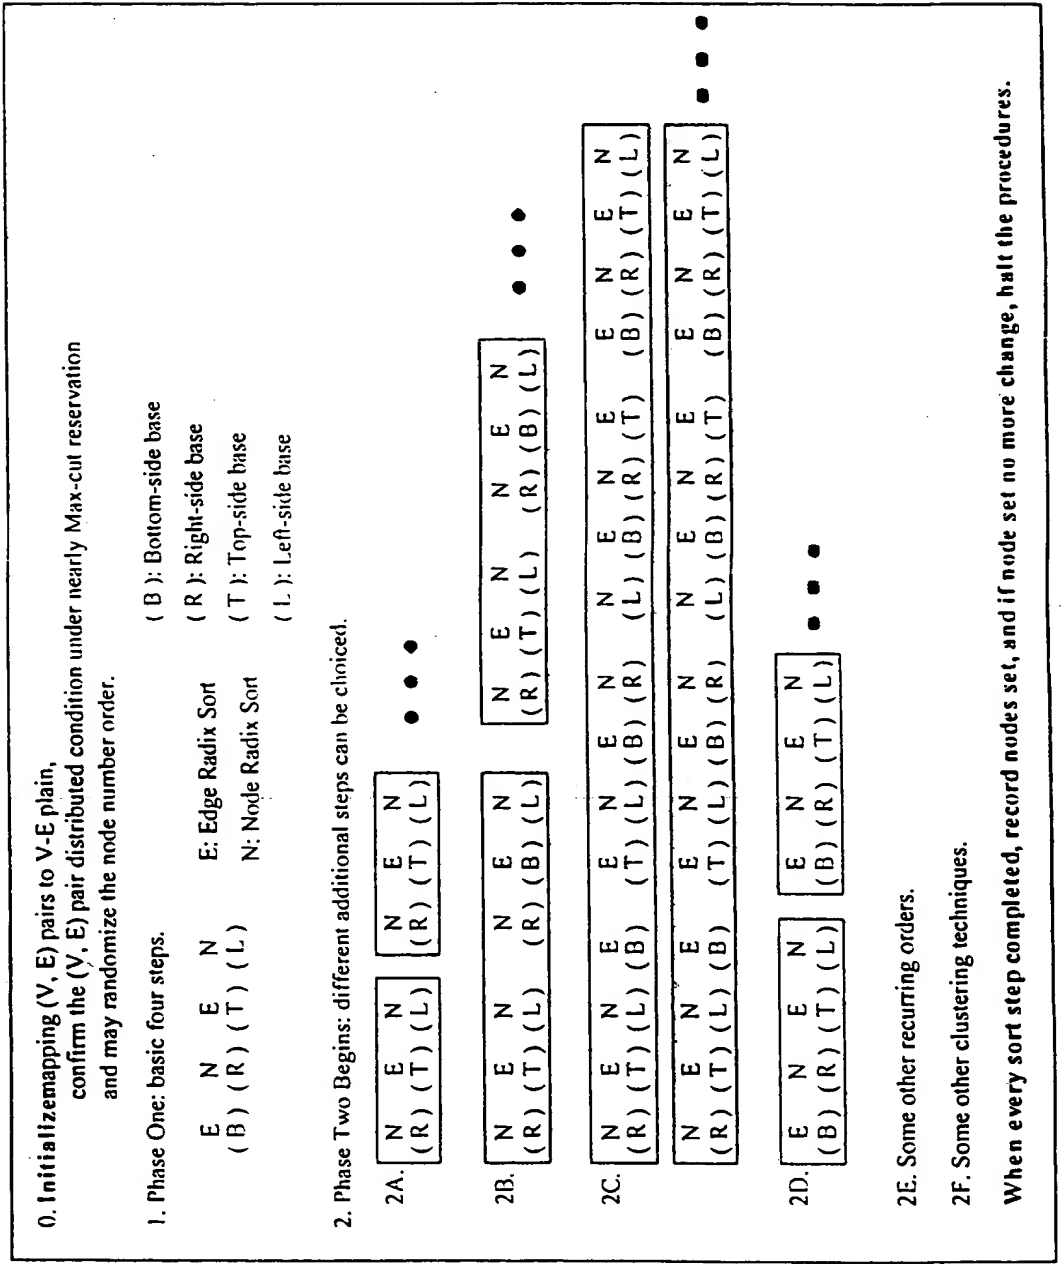 0. Initializemapping (V, E) pairs to V-E plain,
confirm the (V, E) pair distributed condition under nearly Max-cut reservation
and may randomize the node number order.
1. Phase One: basic four steps.
E N E N
(B) (R) (T) (L)
E: Edge Radix Sort
N: Node Radix Sort
(B): Bottom-side base
(R): Right-side base
(T): Top-side base
(L): Left-side base
2. Phase Two Begins: different additional steps can be choiced.
2A.
N E N
(R) (T) (L)
N E N
(R) (T) (L)
2B.
N E N N E N
(R) (T) (L) (R) (B) (L)
N E N N E N
(R) (T) (L) (R) (B) (L)
2C.
N E N E E N E N N E N E E N E N
(R) (T) (L) (B) (T) (L) (B) (R) (L) (B) (R) (T) (B) (R) (T) (L)
N E N E E N E N N E N E E N E N
(R) (T) (L) (B) (T) (L) (B) (R) (L) (B) (R) (T) (B) (R) (T) (L)
2D.
E N E N
(B) (R) (T) (L)
E N E N
(B) (R) (T) (L)
2E. Some other recurring orders.
2F. Some other clustering techniques.
When every sort step completed, record nodes set, and if node set no more change, halt the procedures.